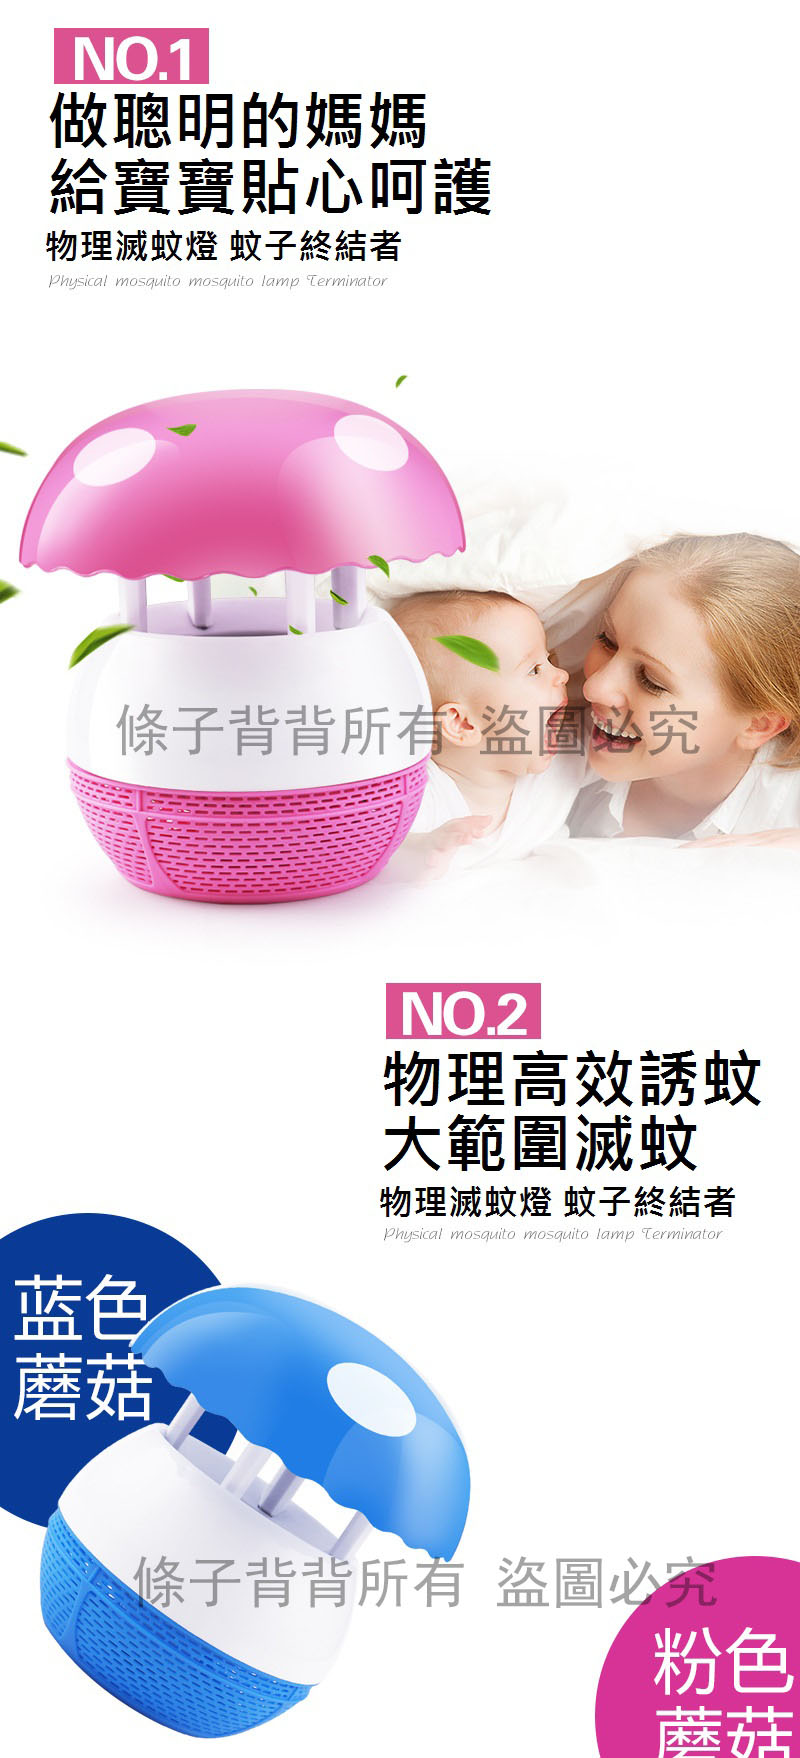 NO.1
做聰明的媽媽
給寶寶貼心呵護
物理滅蚊燈 蚊子終結者
Physical mosquito mosquito lamp Terminator
條子背背所有 盜圖必究
NO.2
物理高效誘蚊
大範圍滅蚊
物理滅蚊燈 蚊子終結者
Physical mosquito mosquito lamp Terminator
蓝色
蘑菇
條子背背所有 盜圖必究
粉色
蘑菇